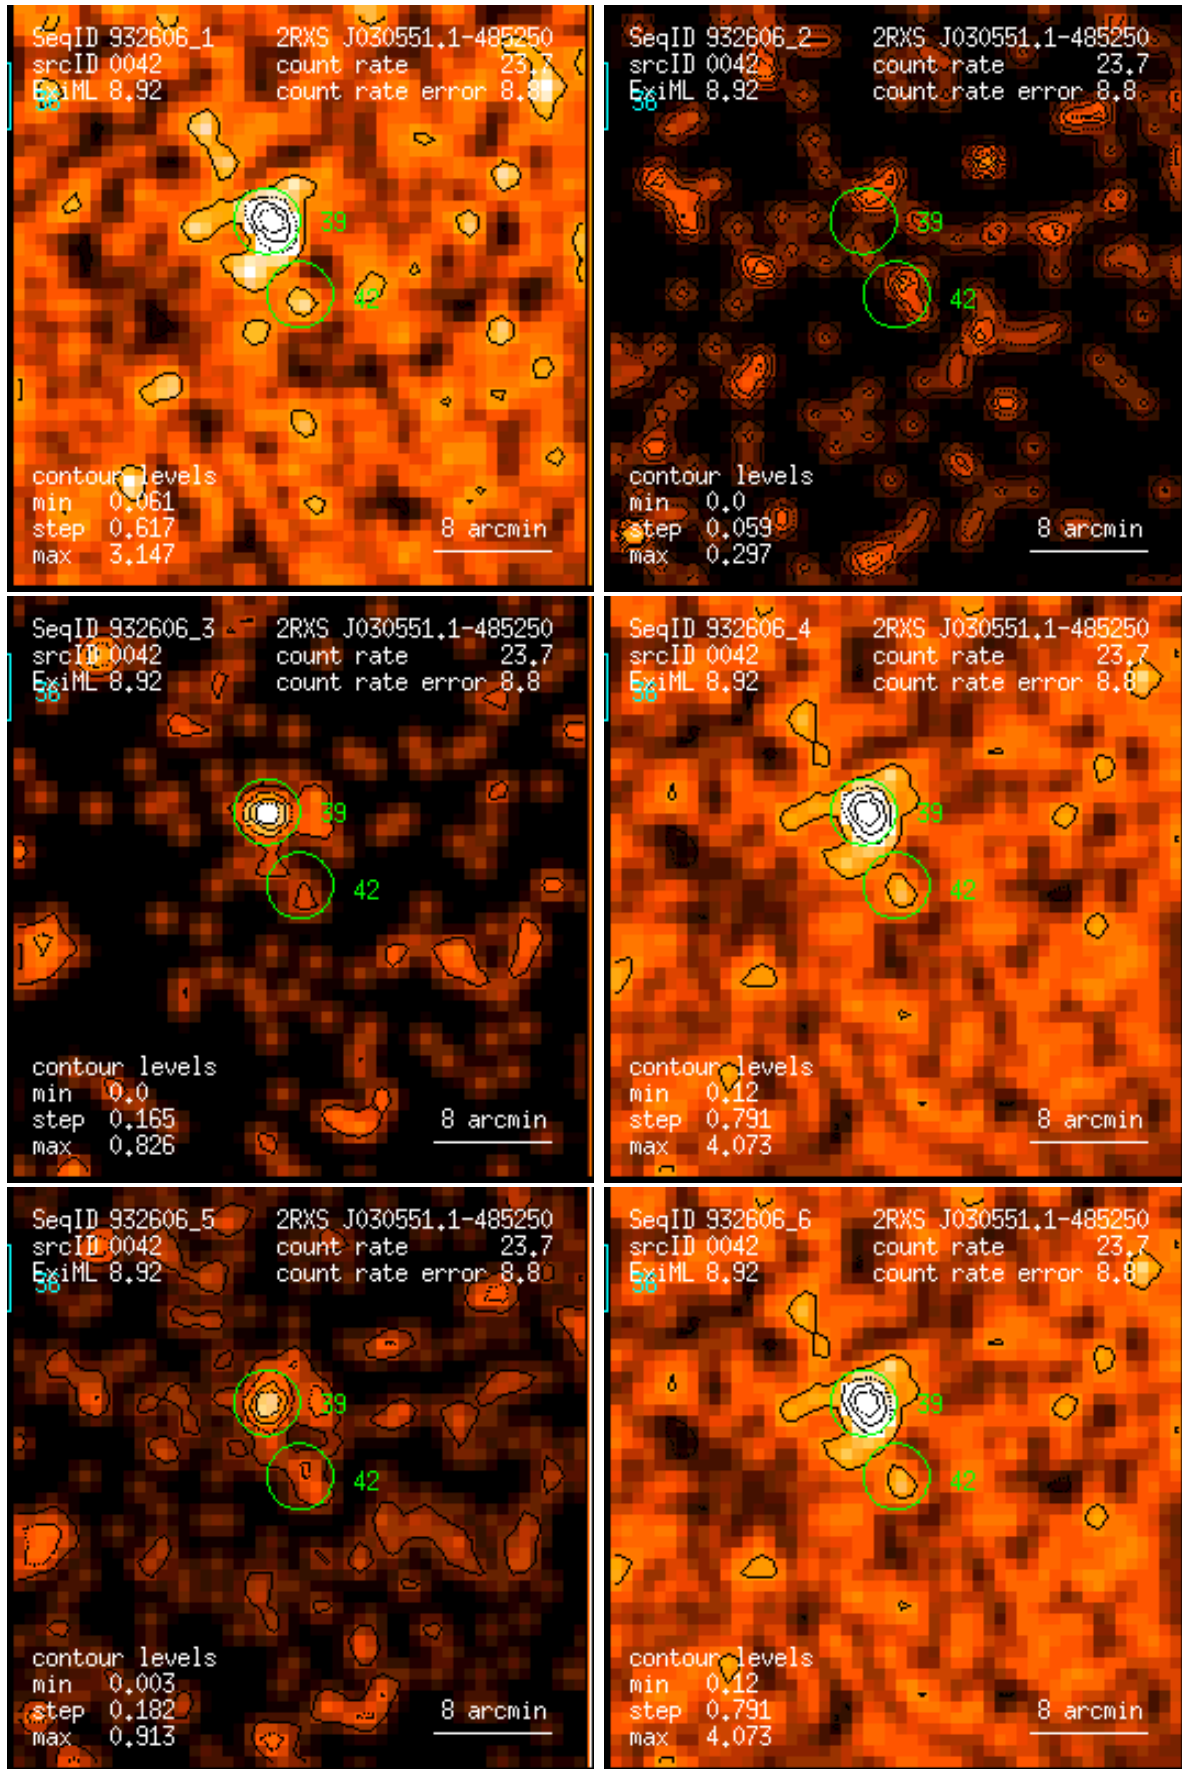 SeqID 932606_1 2RXS J030551.1-485250
srcID 0042 count rate 23.7
ExiML 8.92 count rate error 8.8
56
39
42
contour levels
min 0.061
step 0.617
max 3.147
8 arcmin
SeqID 932606_2 2RXS J030551.1-485250
srcID 0042 count rate 23.7
ExiML 8.92 count rate error 8.8
56
39
42
contour levels
min 0.0
step 0.059
max 0.297
8 arcmin
SeqID 932606_3 2RXS J030551.1-485250
srcID 0042 count rate 23.7
ExiML 8.92 count rate error 8.8
56
39
42
contour levels
min 0.0
step 0.165
max 0.826
8 arcmin
SeqID 932606_4 2RXS J030551.1-485250
srcID 0042 count rate 23.7
ExiML 8.92 count rate error 8.8
56
39
42
contour levels
min 0.12
step 0.791
max 4.073
8 arcmin
SeqID 932606_5 2RXS J030551.1-485250
srcID 0042 count rate 23.7
ExiML 8.92 count rate error 8.8
56
39
42
contour levels
min 0.003
step 0.182
max 0.913
8 arcmin
SeqID 932606_6 2RXS J030551.1-485250
srcID 0042 count rate 23.7
ExiML 8.92 count rate error 8.8
56
39
42
contour levels
min 0.12
step 0.791
max 4.073
8 arcmin